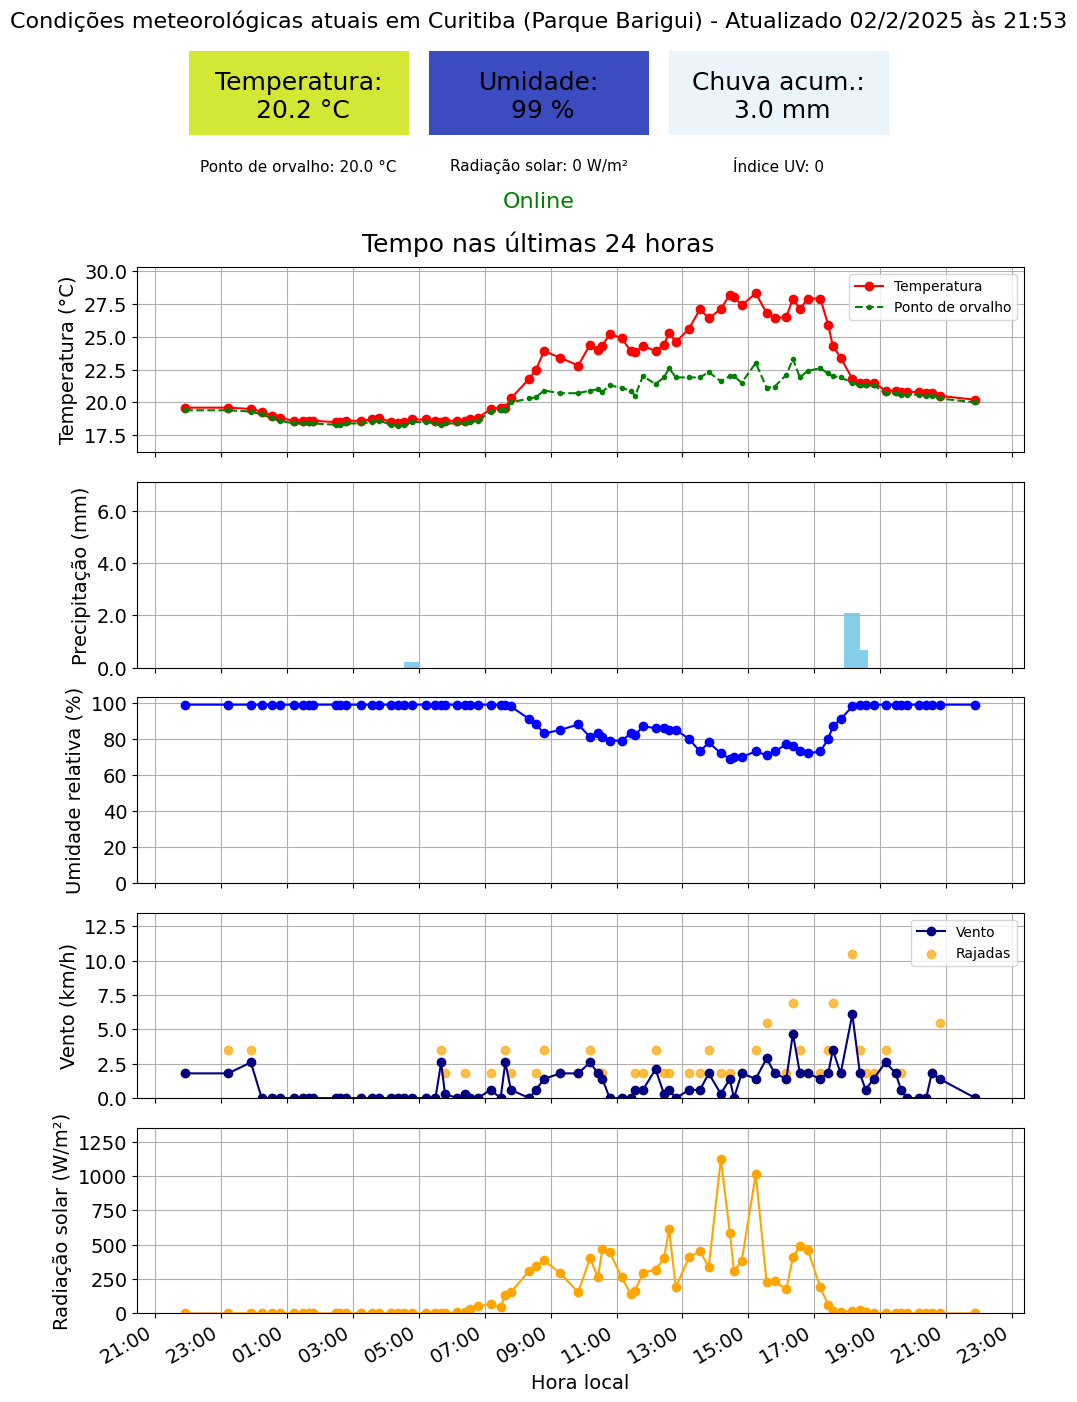 Condições meteorológicas atuais em Curitiba (Parque Barigui) - Atualizado 02/2/2025 às 21:53
Temperatura:
20.2 °C
Umidade:
99 %
Chuva acum.:
3.0 mm
Ponto de orvalho: 20.0 °C
Radiação solar: 0 W/m²
Índice UV: 0
Online
Tempo nas últimas 24 horas
Temperatura (°C)
30.0
27.5
25.0
22.5
20.0
17.5
Temperatura
Ponto de orvalho
Precipitação (mm)
6.0
4.0
2.0
0.0
Umidade relativa (%)
100
80
60
40
20
0
Vento (km/h)
12.5
10.0
7.5
5.0
2.5
0.0
Vento
Rajadas
Radiação solar (W/m²)
1250
1000
750
500
250
0
21:00
23:00
01:00
03:00
05:00
07:00
09:00
11:00
13:00
15:00
17:00
19:00
21:00
23:00
Hora local